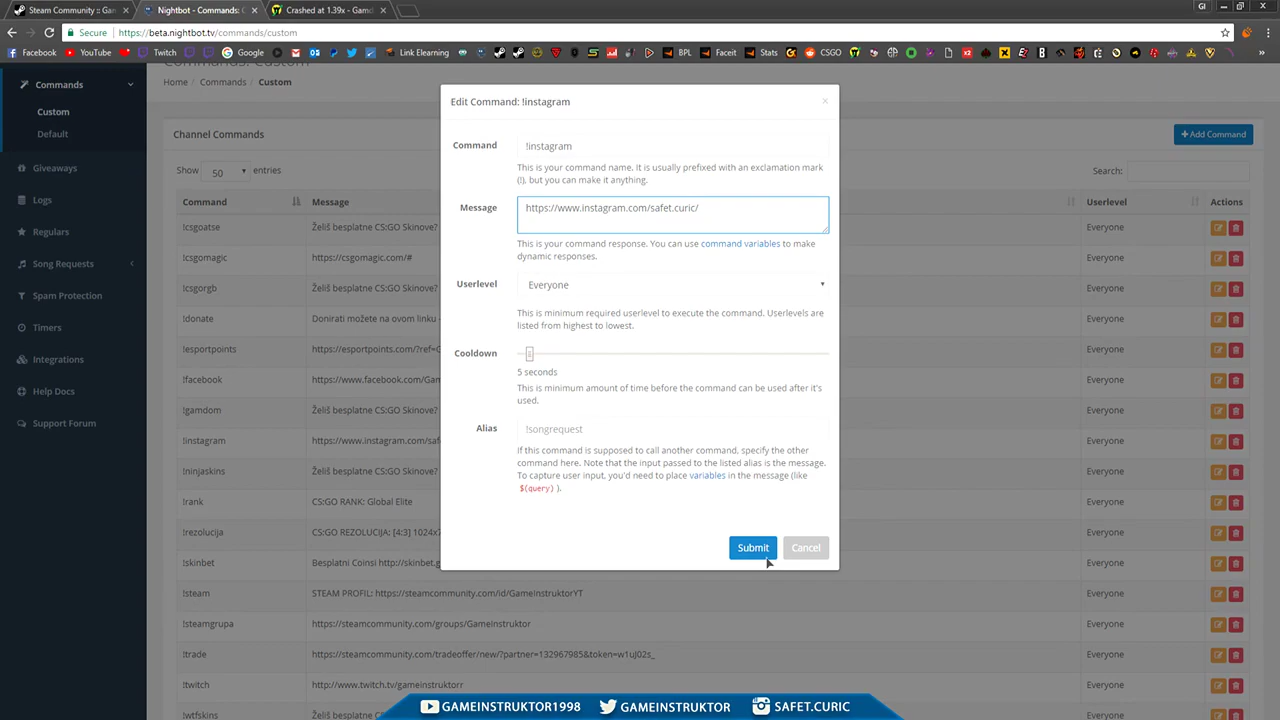 Steam Community :: Gam
Nightbot - Commands: C
Crashed at 1.39x - Gamd
GI
Secure
https://beta.nightbot.tv/commands/custom
Facebook
YouTube
Twitch
Google
Link Elearning
BPL
Faceit
Stats
CSGO
Commands
Custom
Default
Giveaways
Logs
Regulars
Song Requests
Spam Protection
Timers
Integrations
Help Docs
Support Forum
Commands: Custom
Home / Commands / Custom
Channel Commands
+ Add Command
Show 50 entries
Search:
Command Message Userlevel Actions
!csgoatse Želiš besplatne CS:GO Skinove? Everyone
!csgomagic https://csgomagic.com/# Everyone
!csgorgb Želiš besplatne CS:GO Skinove? Everyone
!donate Donirati možete na ovom linku Everyone
!esportpoints https://esportpoints.com/?ref=G Everyone
!facebook https://www.facebook.com/Gam Everyone
!gamdom Želiš besplatne CS:GO Skinove? Everyone
!instagram https://www.instagram.com/saf Everyone
!ninjaskins Želiš besplatne CS:GO Skinove? Everyone
!rank CS:GO RANK: Global Elite Everyone
!rezolucija CS:GO REZOLUCIJA: [4:3] 1024x7 Everyone
!skinbet Besplatni Coinsi http://skinbet.g Everyone
!steam STEAM PROFIL: https://steamcommunity.com/id/GameInstruktorYT Everyone
!steamgrupa https://steamcommunity.com/groups/GameInstruktor Everyone
!trade https://steamcommunity.com/tradeoffer/new/?partner=132967985&token=w1uJ02s_ Everyone
!twitch http://www.twitch.tv/gameinstruktorr Everyone
!wtfskins Želiš besplatne CS:GO Skinove? Everyone
Edit Command: !instagram
×
Command
!instagram
This is your command name. It is usually prefixed with an exclamation mark
(!), but you can make it anything.
Message
https://www.instagram.com/safet.curic/
This is your command response. You can use command variables to make
dynamic responses.
Userlevel
Everyone
This is minimum required userlevel to execute the command. Userlevels are
listed from highest to lowest.
Cooldown
5 seconds
This is minimum amount of time before the command can be used after it's
used.
Alias
!songrequest
If this command is supposed to call another command, specify the other
command here. Note that the input passed to the listed alias is the message.
To capture user input, you'd need to place variables in the message (like
$(query) ).
Submit
Cancel
GAMEINSTRUKTOR1998
GAMEINSTRUKTOR
SAFET.CURIC